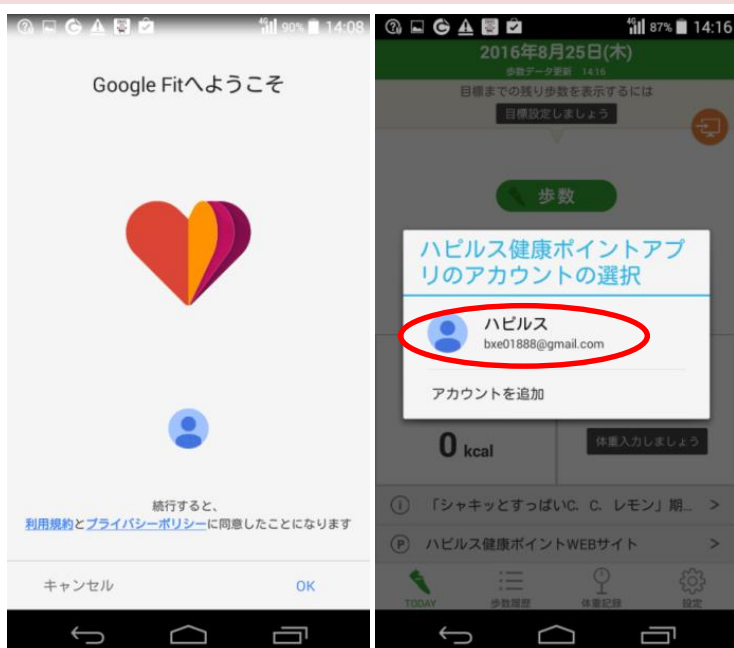 4G 90% 14:08
Google Fitへようこそ
続行すると、
利用規約とプライバシーポリシーに同意したことになります
キャンセル OK
4G 87% 14:16
2016年8月25日(木)
歩数データ更新 14:16
目標までの残り歩数を表示するには
目標設定しましょう
歩数
ハピルス健康ポイントアプ
リのアカウントの選択
ハピルス
bxe01888@gmail.com
アカウントを追加
0 kcal 体重入力しましょう
「シャキッとすっぱいC. C. レモン」期... >
P ハピルス健康ポイントWEBサイト >
TODAY 歩数履歴 体重記録 設定